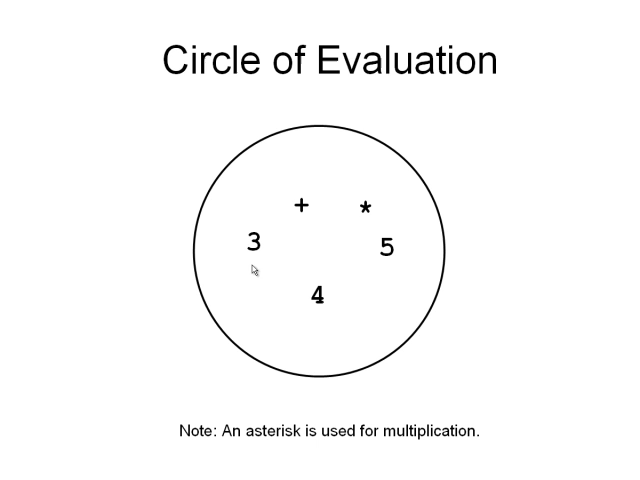 Circle of Evaluation
+ *
3 5
4
Note: An asterisk is used for multiplication.